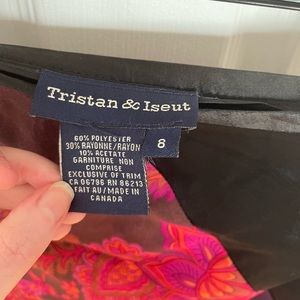 Tristan & Iseut
8
60% POLYESTER
30% RAYONNE/RAYON
10% ACETATE
GARNITURE NON
COMPRISE
EXCLUSIVE OF TRIM
CA 06796 RN 86213
FAIT AU/MADE IN
CANADA